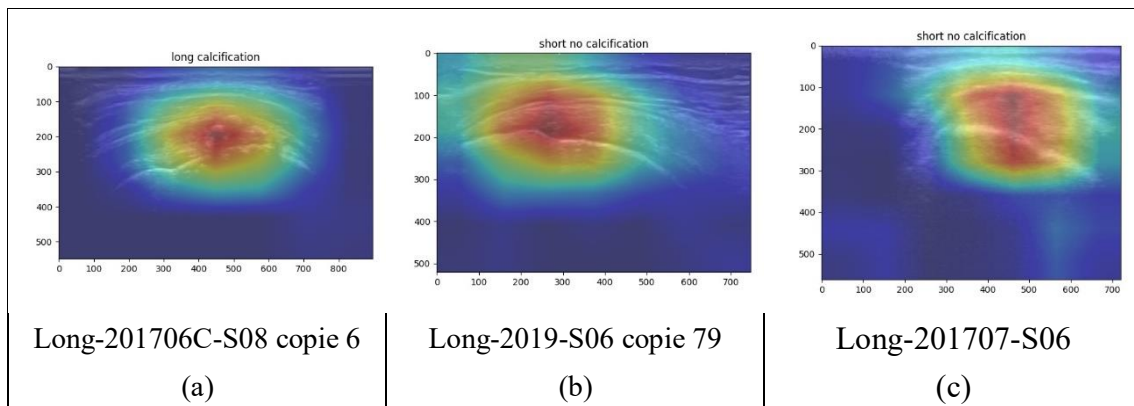 long calcification
0
100
200
300
400
500
0 100 200 300 400 500 600 700 800
short no calcification
0
100
200
300
400
500
0 100 200 300 400 500 600 700
short no calcification
0
100
200
300
400
500
0 100 200 300 400 500 600 700
Long-201706C-S08 copie 6
(a)
Long-2019-S06 copie 79
(b)
Long-201707-S06
(c)